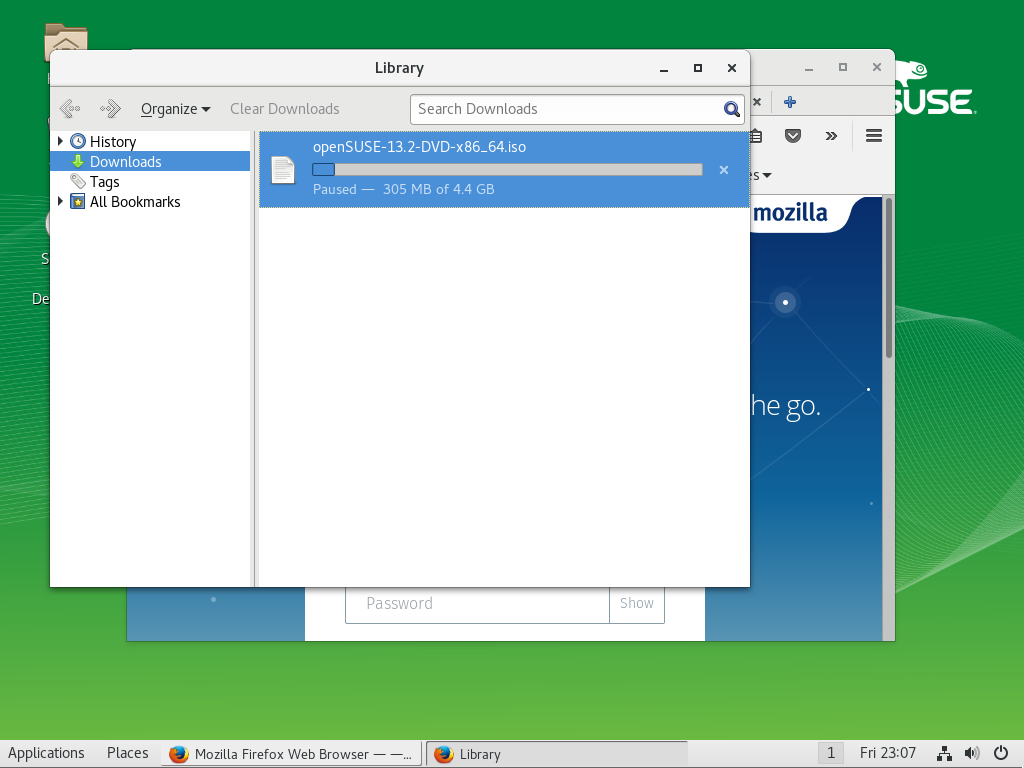 Library
Organize
Clear Downloads
Search Downloads
History
Downloads
Tags
All Bookmarks
openSUSE-13.2-DVD-x86_64.iso
Paused — 305 MB of 4.4 GB
SUSE
mozilla
he go.
Password
Show
S
De
Applications
Places
Mozilla Firefox Web Browser — —...
Library
1
Fri 23:07